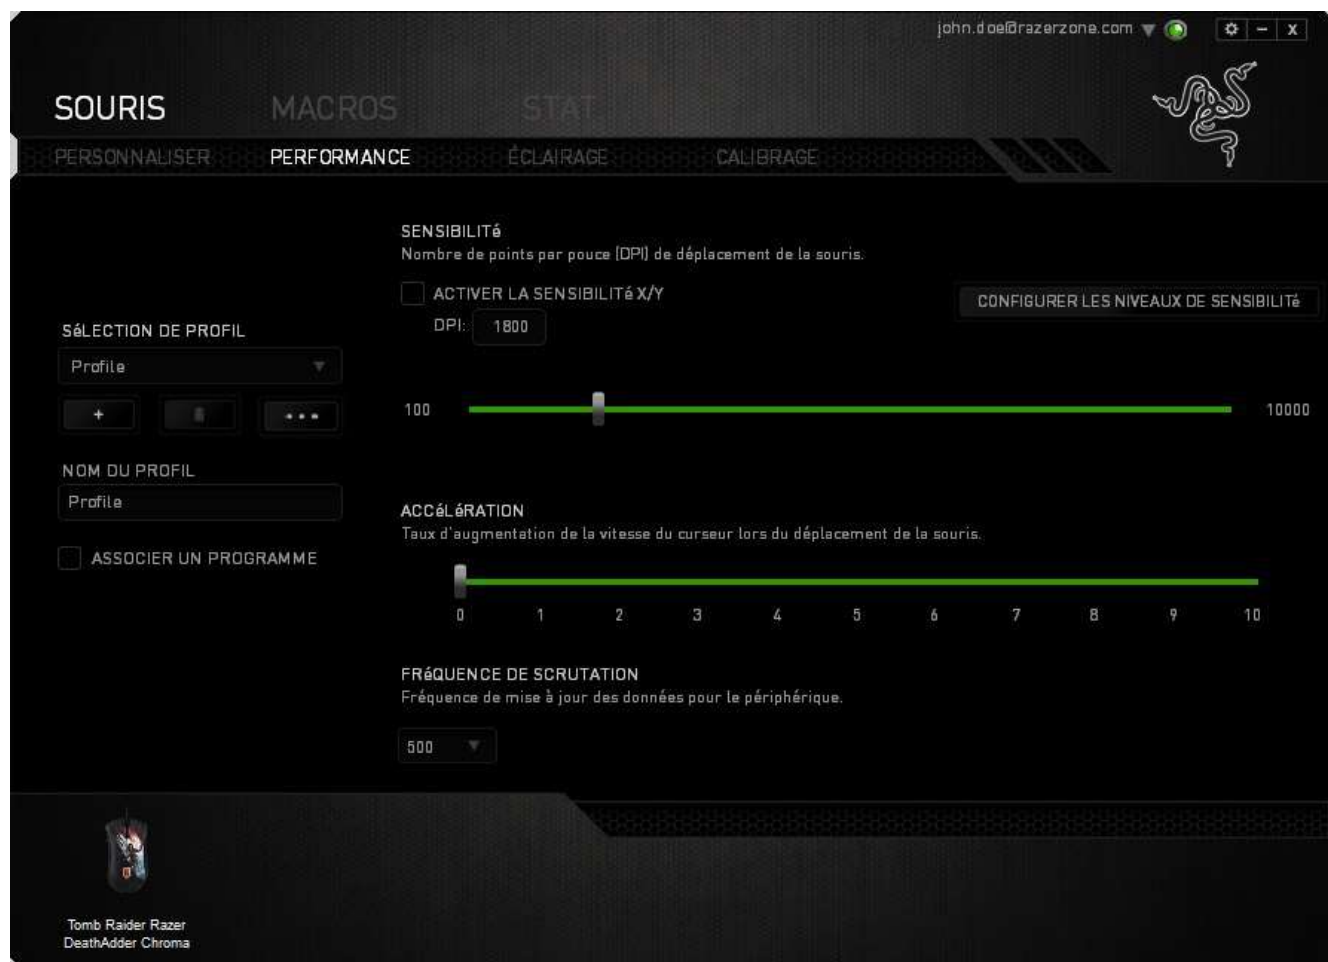 john.doe@razerzone.com
SOURIS MACROS STAT
PERSONNALISER PERFORMANCE ÉCLAIRAGE CALIBRAGE
SENSIBILITé
Nombre de points par pouce (DPI) de déplacement de la souris.
ACTIVER LA SENSIBILITé X/Y
CONFIGURER LES NIVEAUX DE SENSIBILITé
DPI: 1800
SéLECTION DE PROFIL
Profile
100 10000
NOM DU PROFIL
Profile
ASSOCIER UN PROGRAMME
ACCéLéRATION
Taux d'augmentation de la vitesse du curseur lors du déplacement de la souris.
0 1 2 3 4 5 6 7 8 9 10
FRéQUENCE DE SCRUTATION
Fréquence de mise à jour des données pour le périphérique.
500
Tomb Raider Razer
DeathAdder Chroma